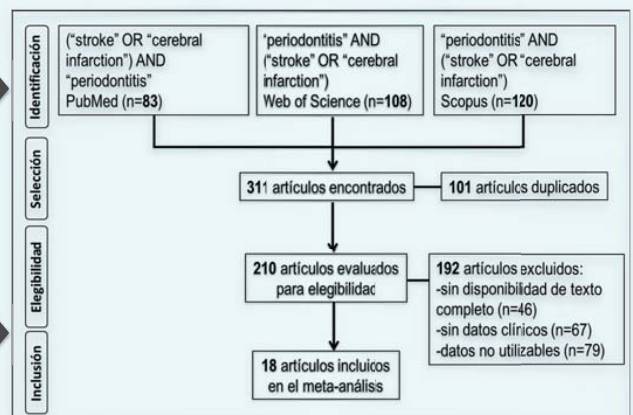 Identificación
("stroke" OR "cerebral
infarction") AND
"periodontitis"
PubMed (n=83)
'periodontitis" AND
("stroke" OR "cerebral
infarction")
Web of Science (n=108)
"periodontitis" AND
("stroke" OR "cerebral
infarction")
Scopus (n=120)
Selección
311 artículos encontrados
101 artículos duplicados
Elegibilidad
210 artículos evaluados
para elegibilidad
192 artículos excluidos:
-sin disponibilidad de texto
completo (n=46)
-sin datos clínicos (n=67)
-datos no utilizables (n=79)
Inclusión
18 artículos incluicos
en el meta-análisis